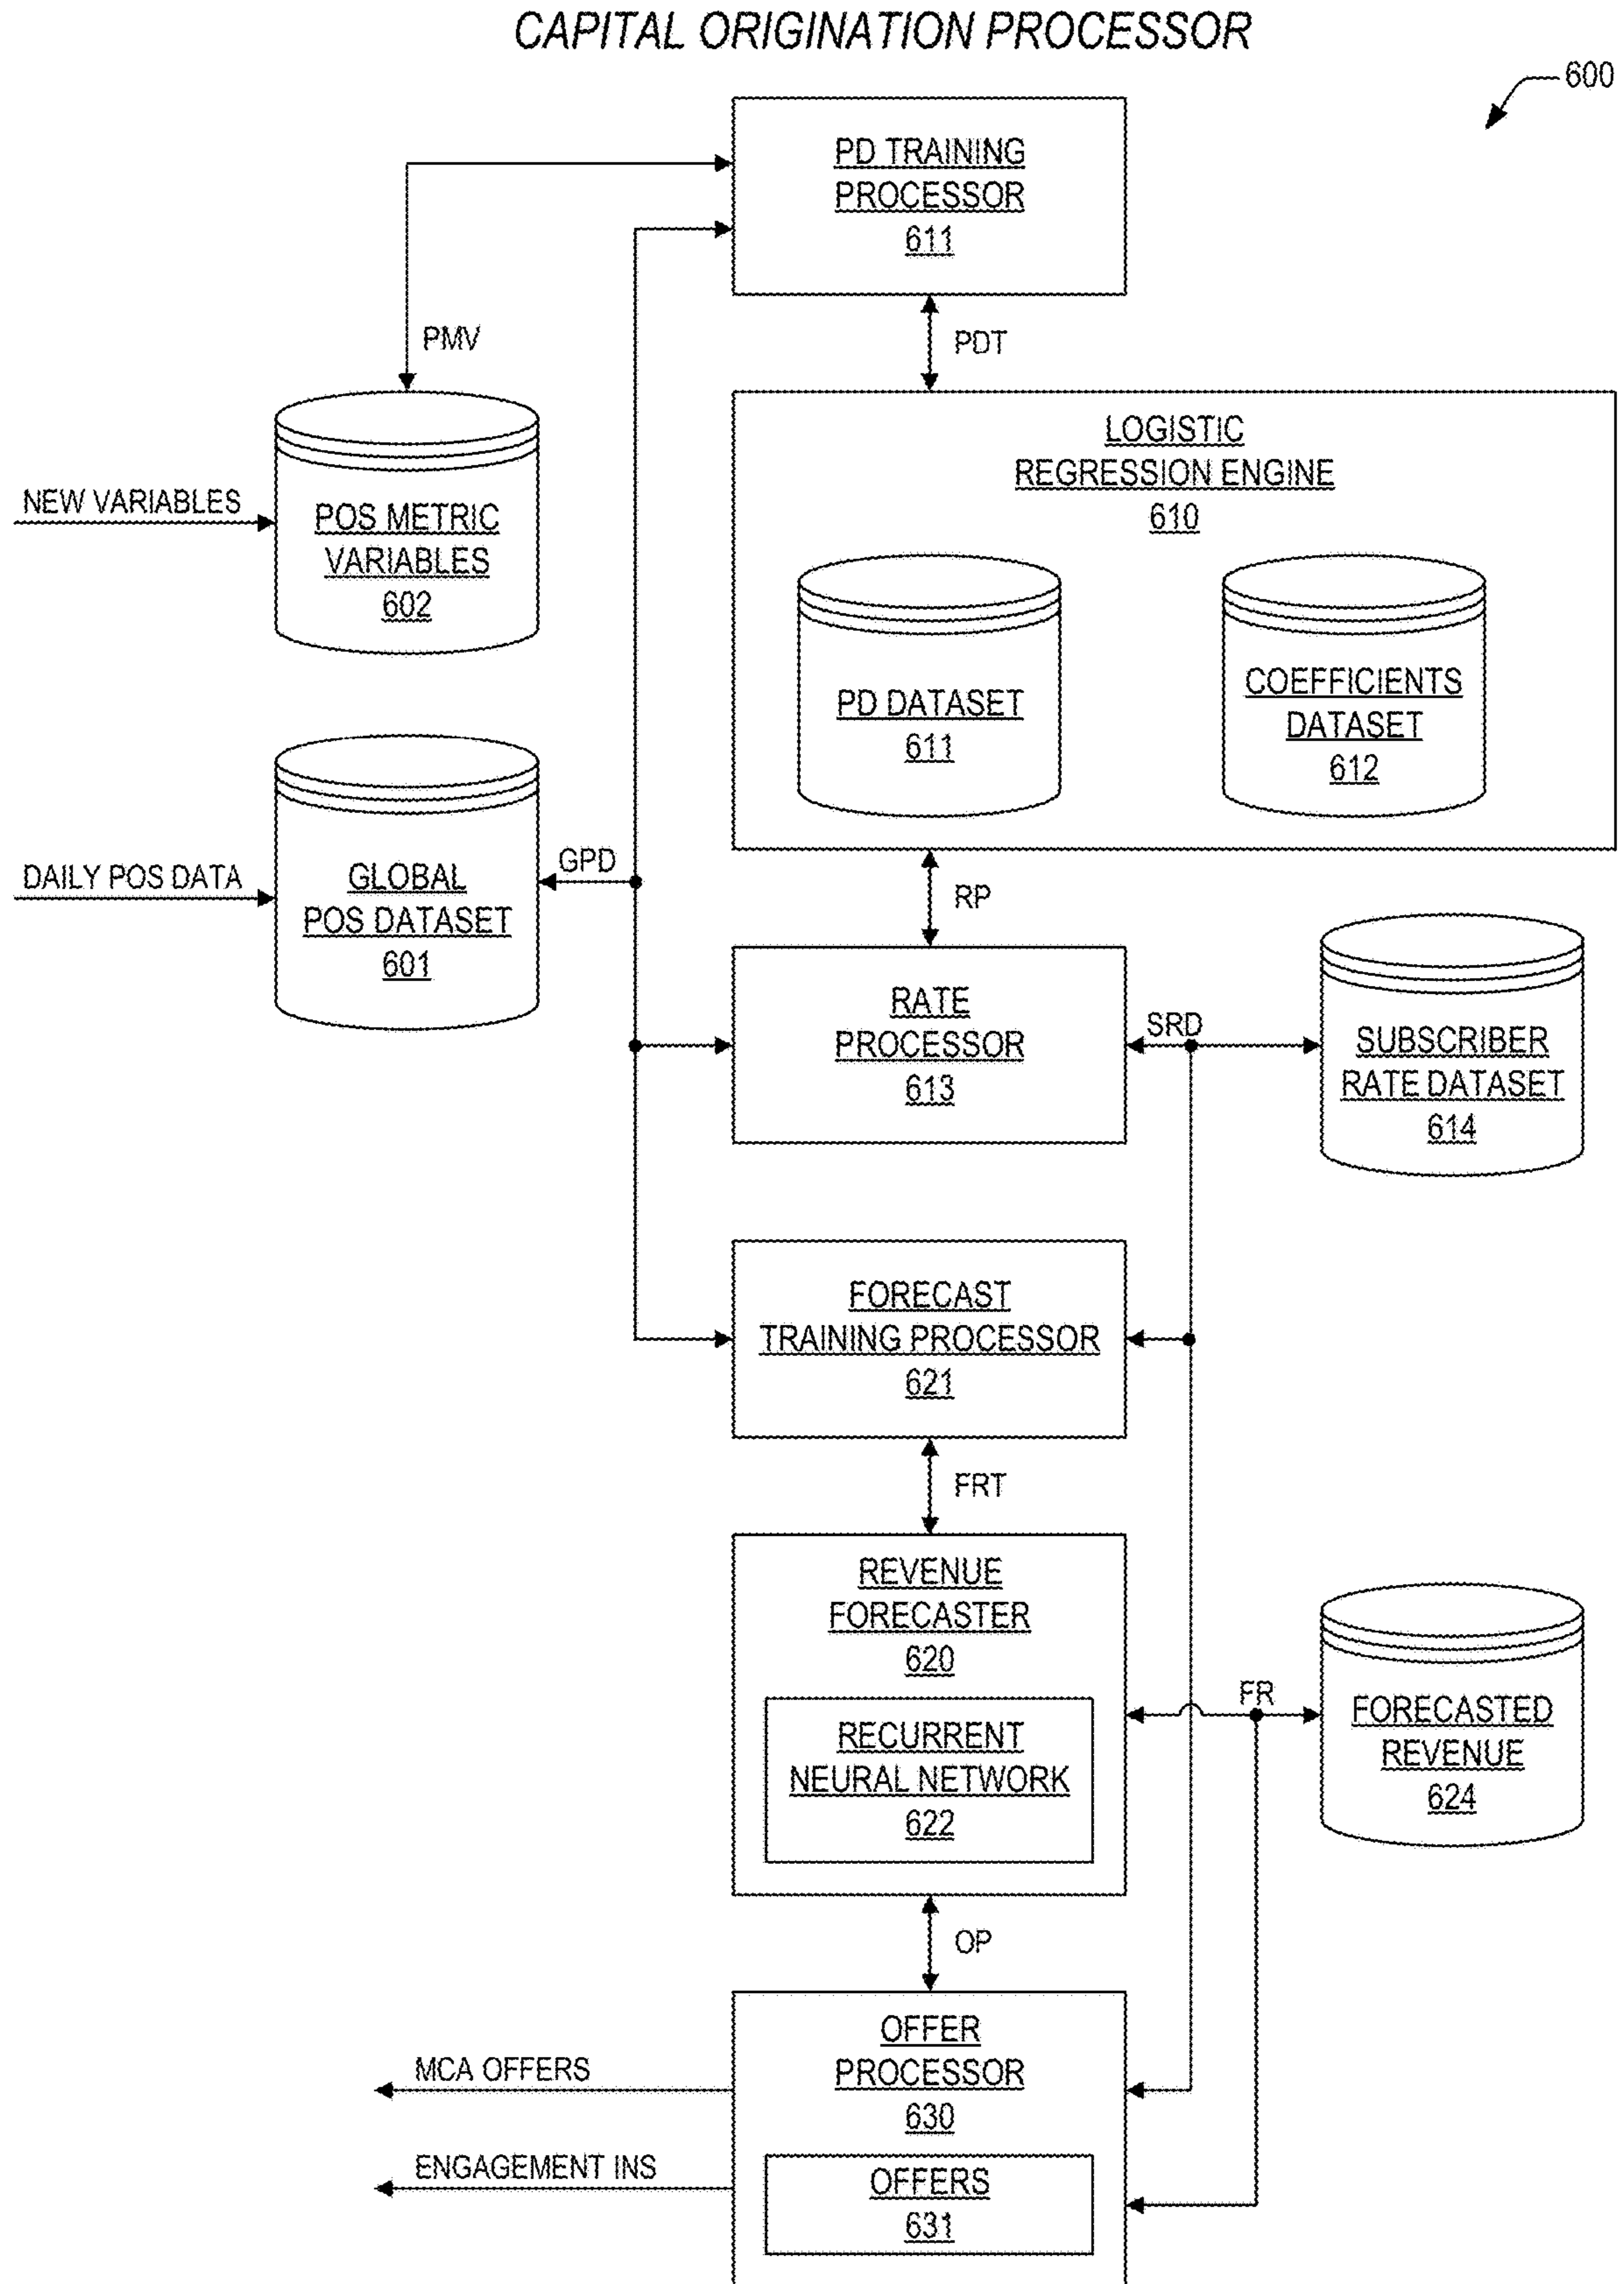 CAPITAL ORIGINATION PROCESSOR
600
PD TRAINING
PROCESSOR
611
PMV
PDT
NEW VARIABLES
POS METRIC
VARIABLES
602
LOGISTIC
REGRESSION ENGINE
610
PD DATASET
611
COEFFICIENTS
DATASET
612
DAILY POS DATA
GLOBAL
POS DATASET
601
GPD
RP
RATE
PROCESSOR
613
SRD
SUBSCRIBER
RATE DATASET
614
FORECAST
TRAINING PROCESSOR
621
FRT
REVENUE
FORECASTER
620
RECURRENT
NEURAL NETWORK
622
FR
FORECASTED
REVENUE
624
OP
OFFER
PROCESSOR
630
MCA OFFERS
ENGAGEMENT INS
OFFERS
631